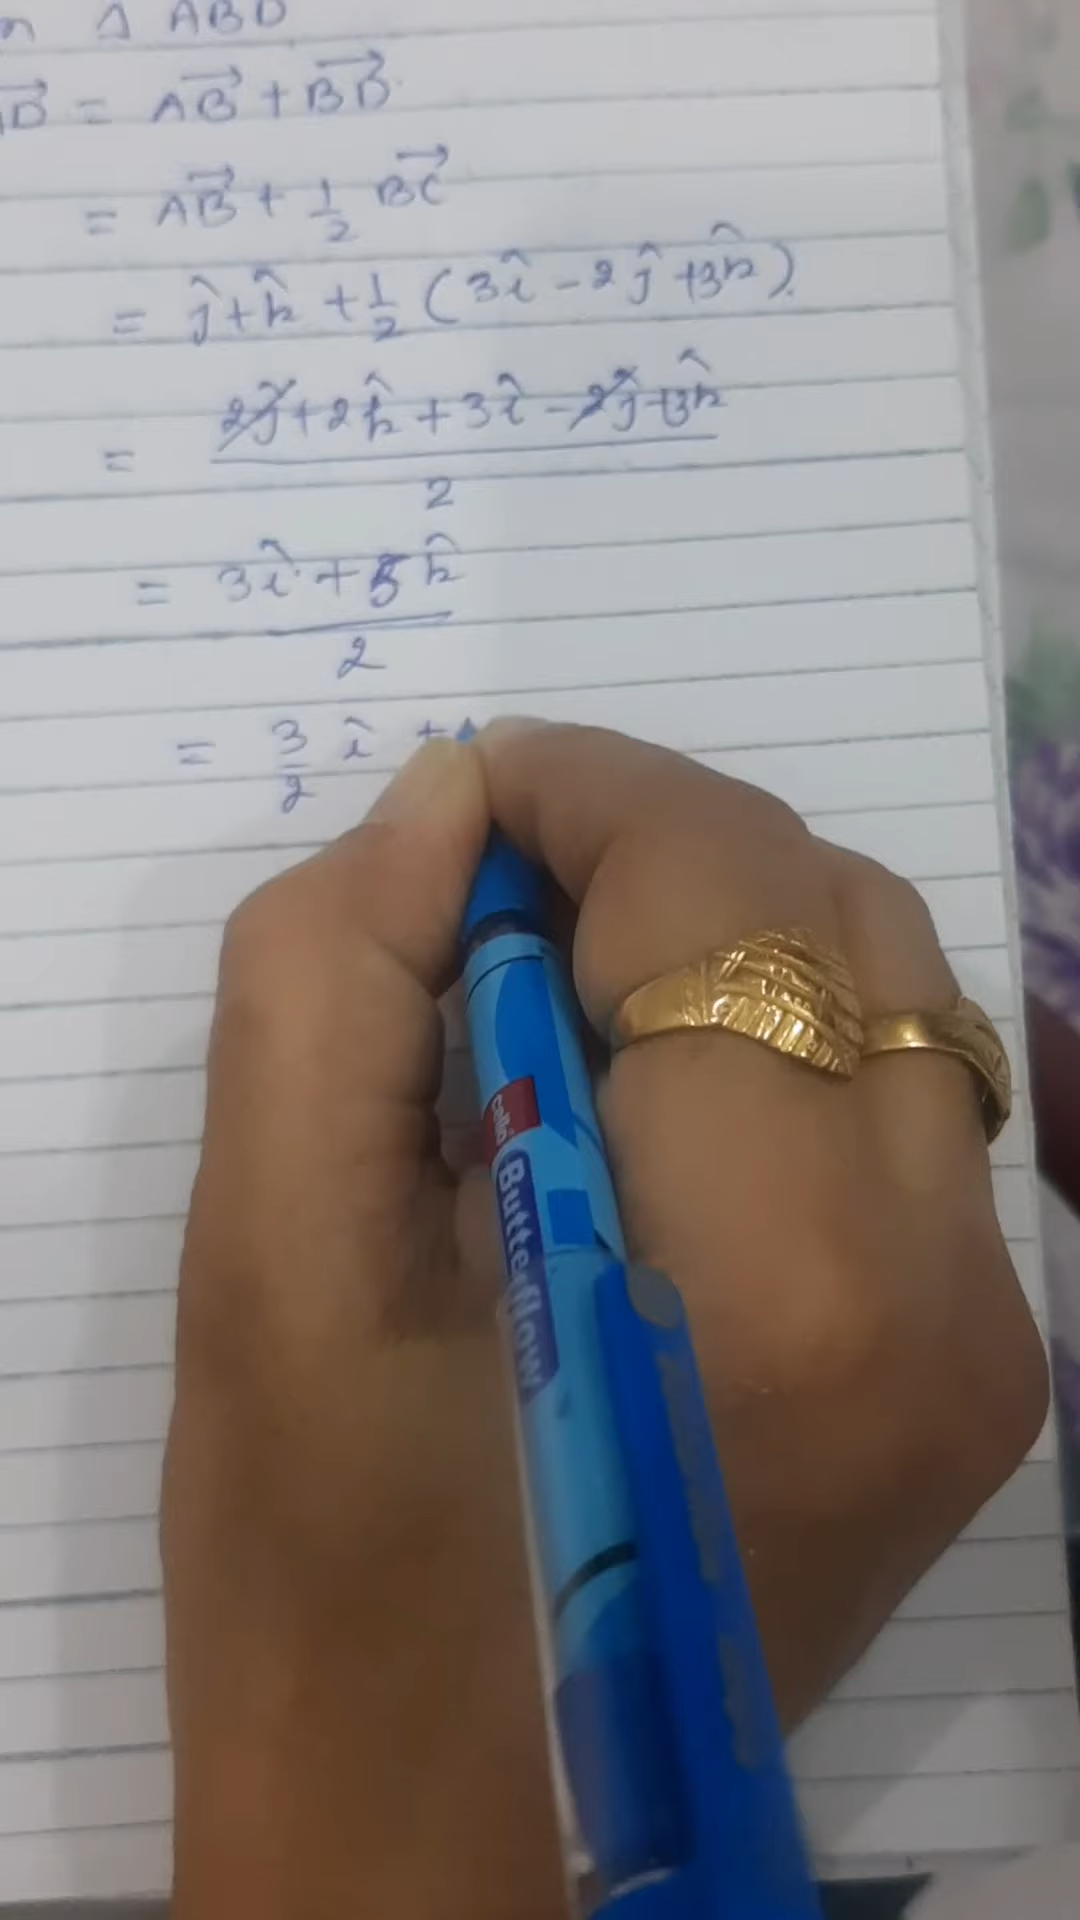 Δ ABD
= AB⃗ + BD⃗
= AB⃗ + 1/2 BC⃗
= ĵ + k̂ + 1/2 ( 3î - 2ĵ + 3k̂ ).
= 2ĵ + 2k̂ + 3î - 2ĵ + 3k̂ / 2
= 3î + 5k̂ / 2
= 3/2 î +
cello
Butterflow